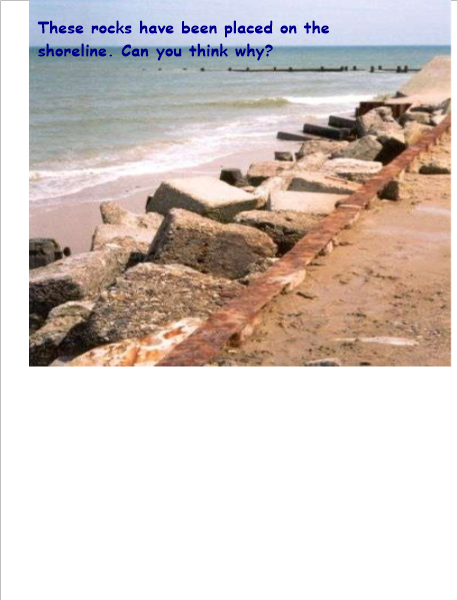 These rocks have been placed on the
shoreline. Can you think why?